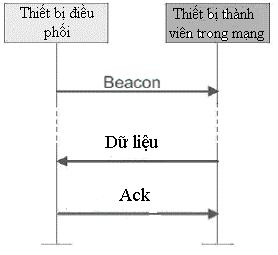 Thiết bị điều
phối
Thiết bị thành
viên trong mạng
Beacon
Dữ liệu
Ack